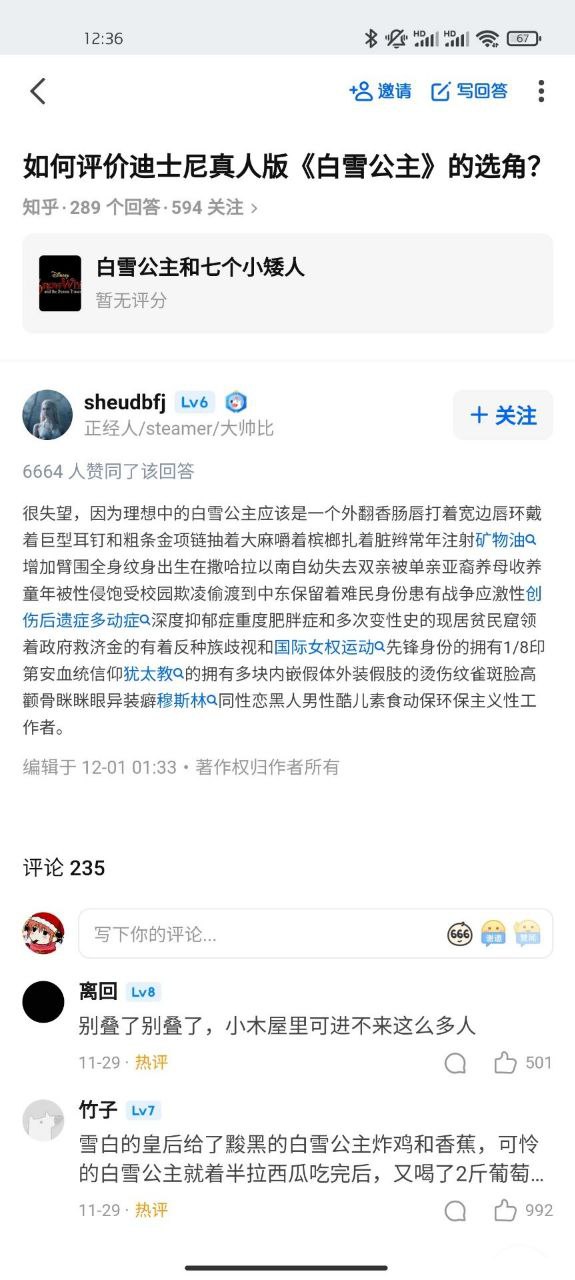 12:36
HD HD 67
邀请 写回答
如何评价迪士尼真人版《白雪公主》的选角？
知乎·289 个回答·594 关注 >
白雪公主和七个小矮人
暂无评分
sheudbfj Lv6
正经人/steamer/大帅比
+ 关注
6664 人赞同了该回答
很失望，因为理想中的白雪公主应该是一个外翻香肠唇打着宽边唇环戴
着巨型耳钉和粗条金项链抽着大麻嚼着槟榔扎着脏辫常年注射矿物油
增加臂围全身纹身出生在撒哈拉以南自幼失去双亲被单亲亚裔养母收养
童年被性侵饱受校园欺凌偷渡到中东保留着难民身份患有战争应激性创
伤后遗症多动症深度抑郁症重度肥胖症和多次变性史的现居贫民窟领
着政府救济金的有着反种族歧视和国际女权运动先锋身份的拥有1/8印
第安血统信仰犹太教的拥有多块内嵌假体外装假肢的烫伤纹雀斑脸高
颧骨眯眯眼异装癖穆斯林同性恋黑人男性酷儿素食动保环保主义性工
作者。
编辑于 12-01 01:33・著作权归作者所有
评论 235
写下你的评论... 666
离回 Lv8
别叠了别叠了，小木屋里可进不来这么多人
11-29 · 热评 501
竹子 Lv7
雪白的皇后给了黢黑的白雪公主炸鸡和香蕉，可怜
的白雪公主就着半拉西瓜吃完后，又喝了2斤葡萄...
11-29 · 热评 992